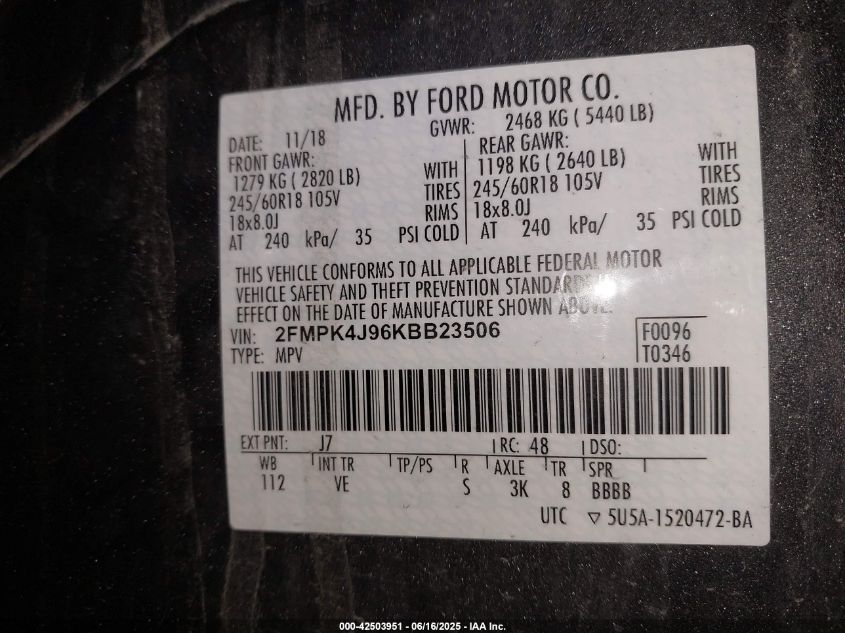 MFD. BY FORD MOTOR CO.
DATE: 11/18 GVWR: 2468 KG ( 5440 LB)
FRONT GAWR: REAR GAWR:
1279 KG ( 2820 LB) WITH 1198 KG ( 2640 LB) WITH
245/60R18 105V TIRES 245/60R18 105V TIRES
18x8.0J RIMS 18x8.0J RIMS
AT 240 kPa/ 35 PSI COLD AT 240 kPa/ 35 PSI COLD
THIS VEHICLE CONFORMS TO ALL APPLICABLE FEDERAL MOTOR
VEHICLE SAFETY AND THEFT PREVENTION STANDARDS IN
EFFECT ON THE DATE OF MANUFACTURE SHOWN ABOVE.
VIN: 2FMPK4J96KBB23506 F0096
TYPE: MPV T0346
EXT PNT: J7 RC: 48 DSO:
WB INT TR TP/PS R AXLE TR SPR
112 VE S 3K 8 BBBB
UTC ▽ 5U5A-1520472-BA
000-42503951 - 06/16/2025 - IAA Inc.